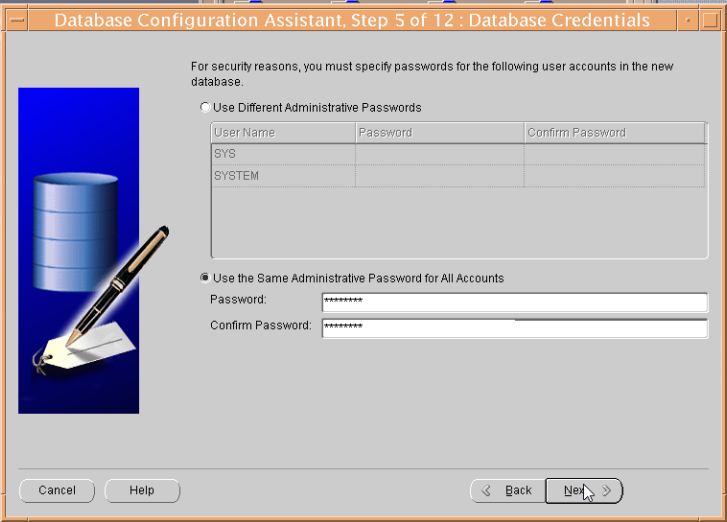 Database Configuration Assistant, Step 5 of 12 : Database Credentials
For security reasons, you must specify passwords for the following user accounts in the new
database.
Use Different Administrative Passwords
User Name Password Confirm Password
SYS
SYSTEM
Use the Same Administrative Password for All Accounts
Password: ********
Confirm Password: ********
Cancel Help Back Next